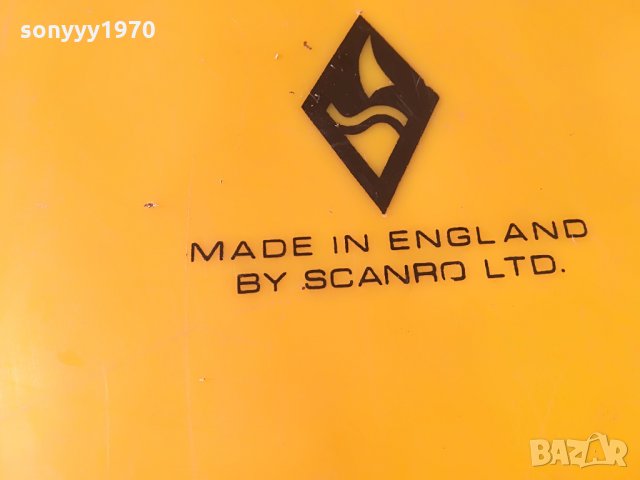 sonyyy1970
MADE IN ENGLAND
BY SCANRO LTD.
BAZAR